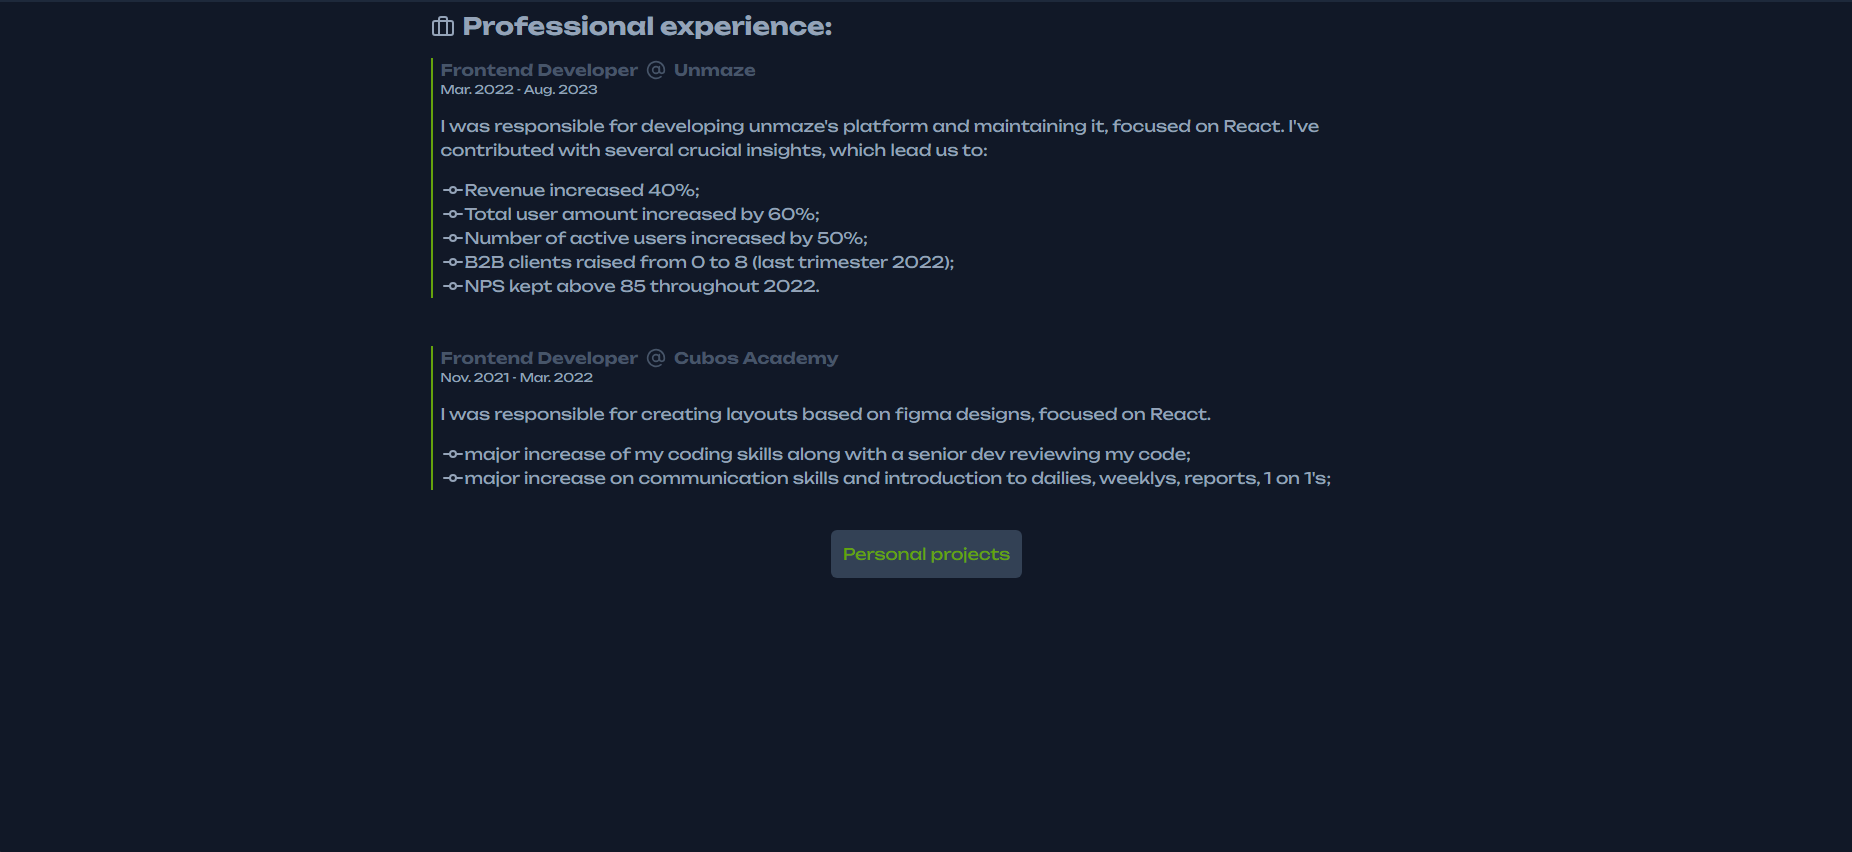 Professional experience:
Frontend Developer @ Unmaze
Mar. 2022 - Aug. 2023
I was responsible for developing unmaze's platform and maintaining it, focused on React. I've
contributed with several crucial insights, which lead us to:
Revenue increased 40%;
Total user amount increased by 60%;
Number of active users increased by 50%;
B2B clients raised from 0 to 8 (last trimester 2022);
NPS kept above 85 throughout 2022.
Frontend Developer @ Cubos Academy
Nov. 2021 - Mar. 2022
I was responsible for creating layouts based on figma designs, focused on React.
major increase of my coding skills along with a senior dev reviewing my code;
major increase on communication skills and introduction to dailies, weeklys, reports, 1 on 1's;
Personal projects